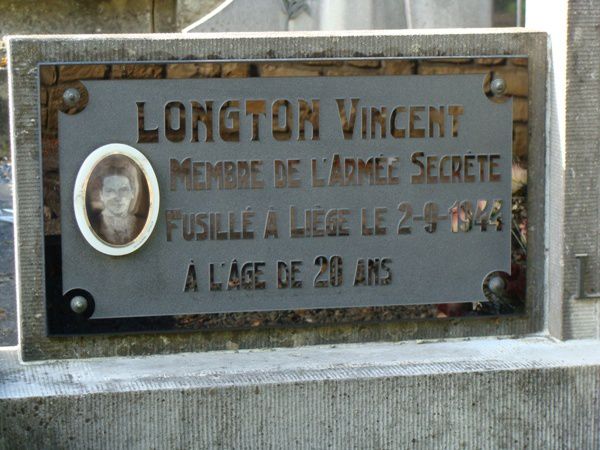 LONGTON VINCENT
MEMBRE DE L'ARMÉE SECRÈTE
FUSILLÉ À LIÈGE LE 2-9-1944
À L'ÂGE DE 20 ANS